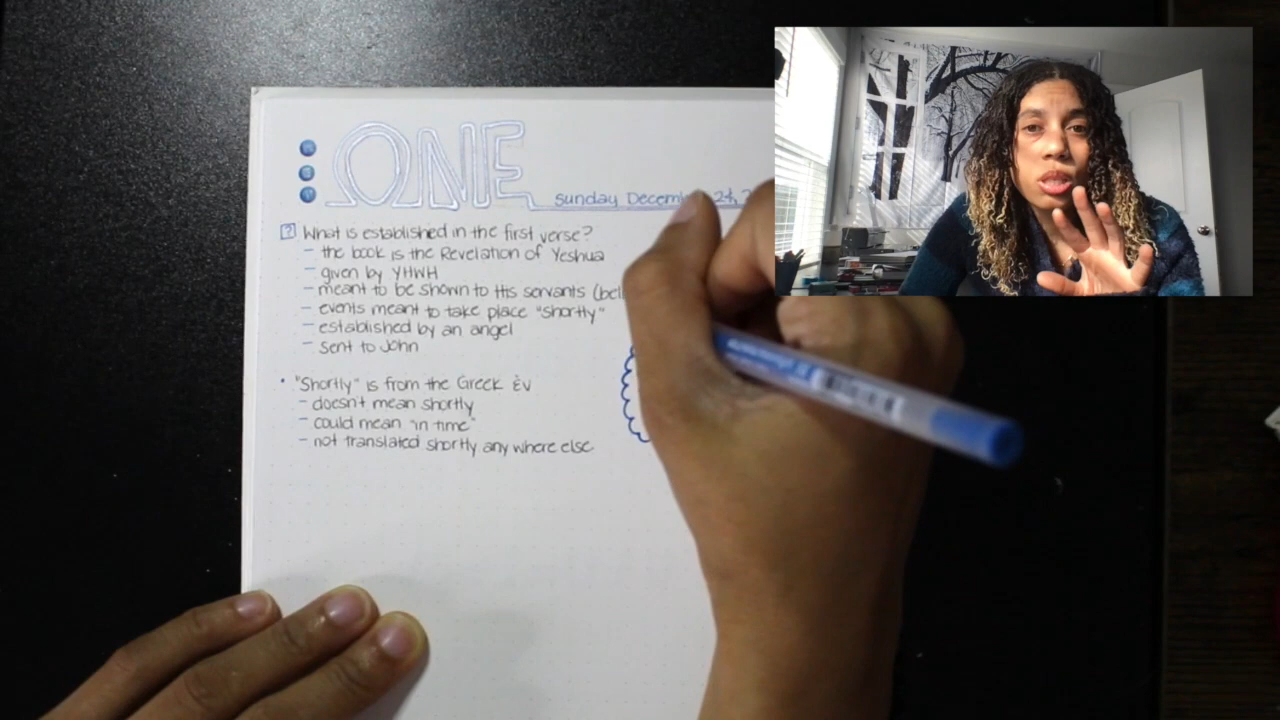 ONE
sunday December 24,
? What is established in the first verse?
- the book is the Revelation of Yeshua
- given by YHWH
- meant to be shown to His servants (bel
- events meant to take place "shortly"
- established by an angel
- sent to John
• "Shortly" is from the Greek ἐν
- doesn't mean shortly
- could mean "in time"
- not translated shortly any where else